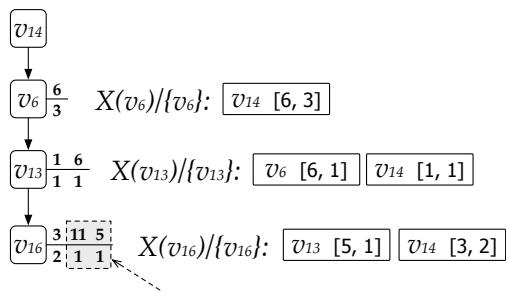 v14
v6 6 3 X(v6)/{v6}: v14 [6, 3]
v13 1 6 1 1 X(v13)/{v13}: v6 [6, 1] v14 [1, 1]
v16 3 11 5 2 1 1 X(v16)/{v16}: v13 [5, 1] v14 [3, 2]